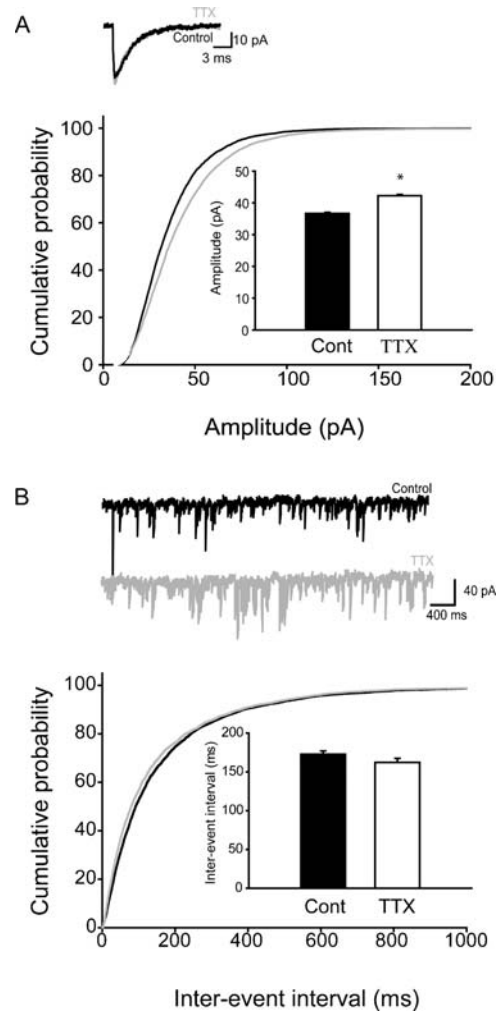 A
TTX
Control
10 pA
3 ms
Cumulative probability
100
80
60
40
20
0
0 50 100 150 200
Amplitude (pA)
Amplitude (pA)
50
40
30
20
10
0
*
Cont TTX
B
Control
TTX
40 pA
400 ms
Cumulative probability
100
80
60
40
20
0
0 200 400 600 800 1000
Inter-event interval (ms)
Inter-event interval (ms)
200
150
100
50
0
Cont TTX